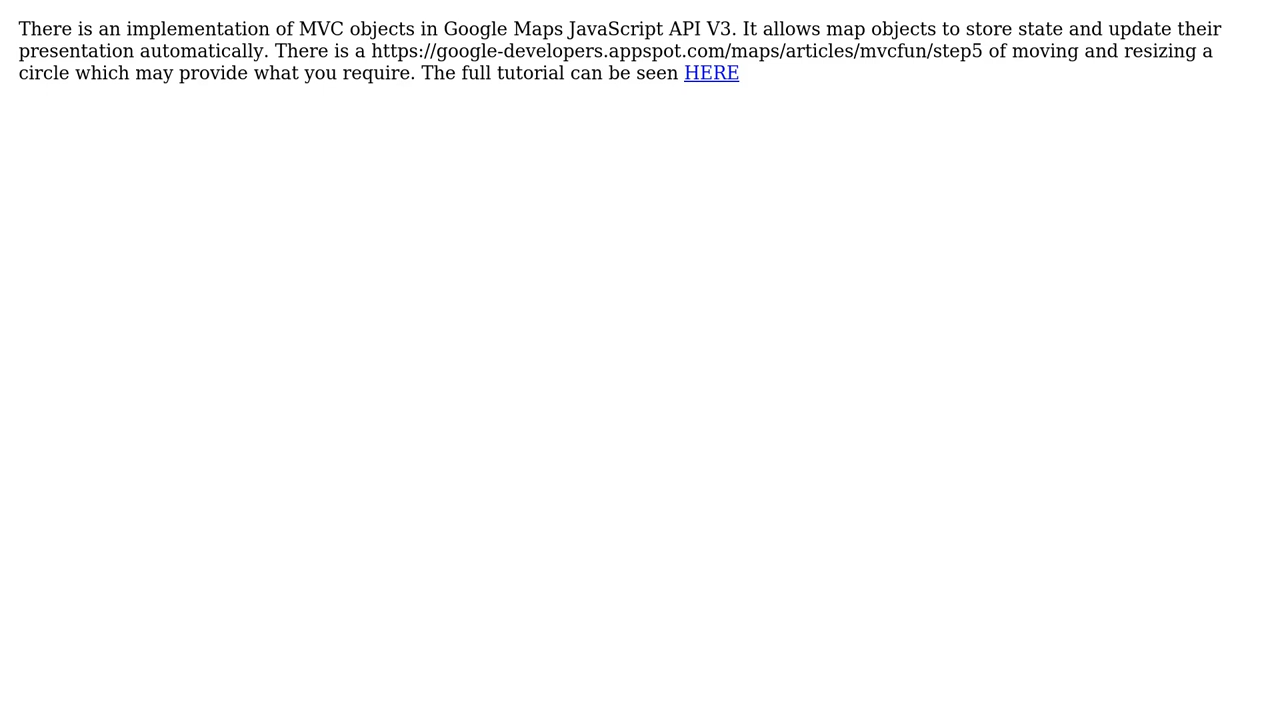 There is an implementation of MVC objects in Google Maps JavaScript API V3. It allows map objects to store state and update their
presentation automatically. There is a https://google-developers.appspot.com/maps/articles/mvcfun/step5 of moving and resizing a
circle which may provide what you require. The full tutorial can be seen HERE